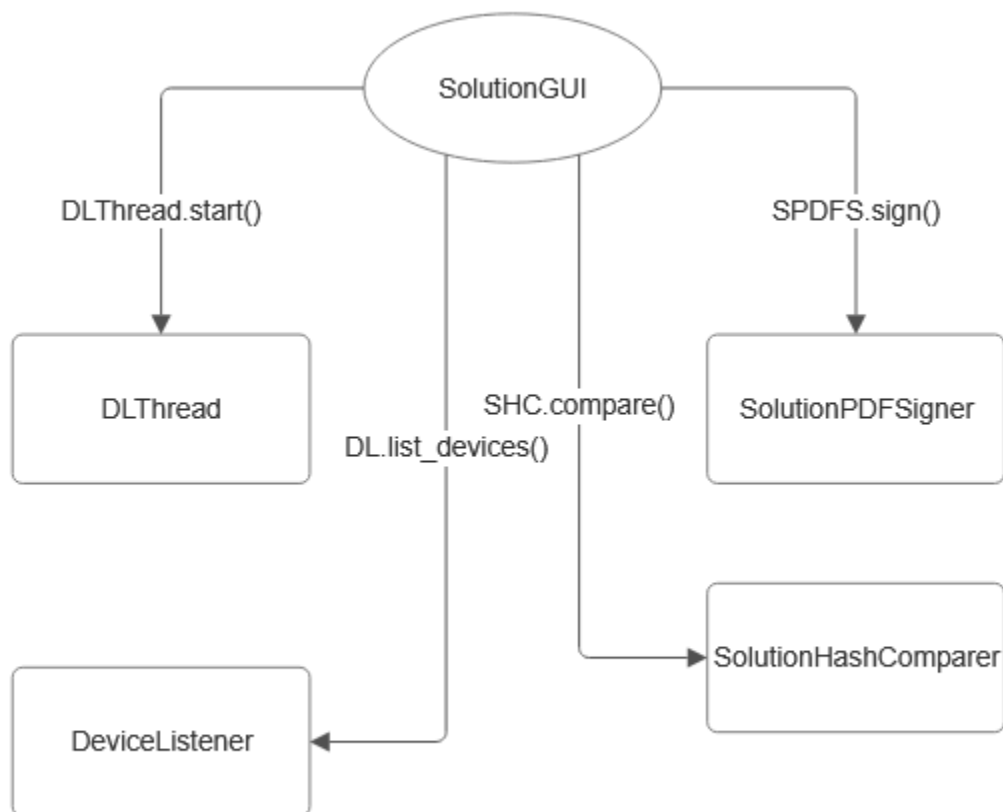 SolutionGUI
DLThread.start()
SPDFS.sign()
DLThread
SHC.compare()
SolutionPDFSigner
DL.list_devices()
SolutionHashComparer
DeviceListener